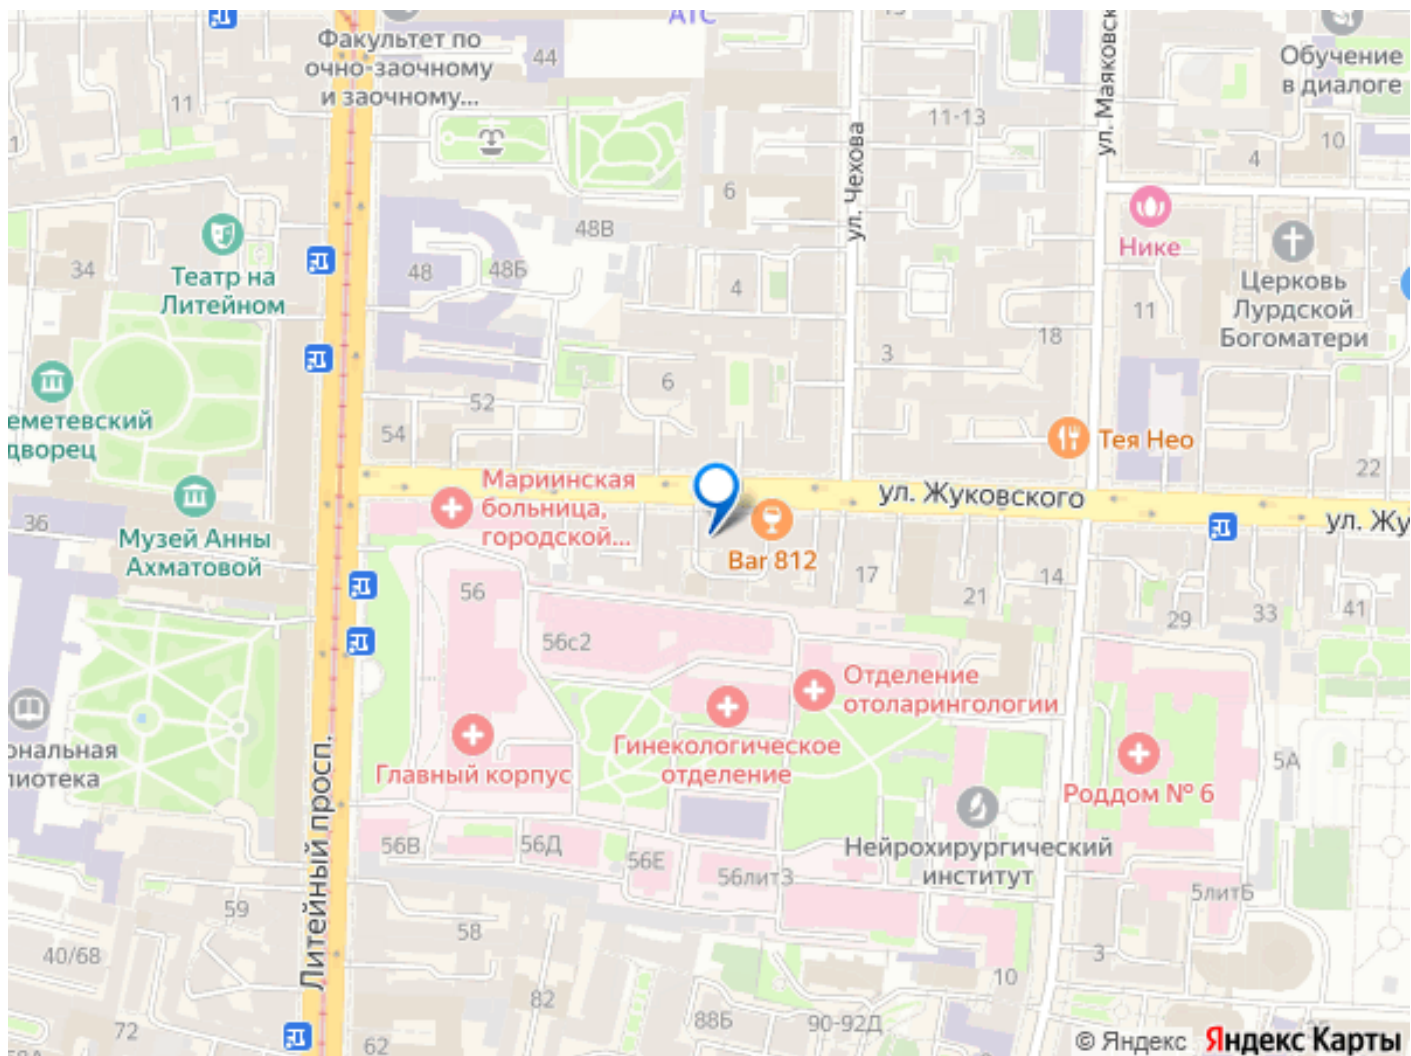 АТС
Факультет по
очно-заочному
и заочному...
44
11
11-13
ул. Чехова
ул. Маяковск
Обучение
в диалоге
10
4
6
Нике
48В
48
48Б
34
Театр на
Литейном
4
Церковь
Лурдской
Богоматери
11
18
3
6
52
54
еметевский
дворец
Тея Нео
22
Мариинская
больница,
городской...
ул. Жуковского
ул. Жу
36
Музей Анны
Ахматовой
Bar 812
17
14
21
29
33
41
56
56с2
Отделение
отоларингологии
Гинекологическое
отделение
Главный корпус
ональная
лиотека
Литейный просп.
5А
Роддом № 6
Нейрохирургический
институт
56В
56Д
56Е
56лит3
5литБ
59
58
40/68
3
10
82
72
88Б
90-92Д
62
© Яндекс
Яндекс Карты